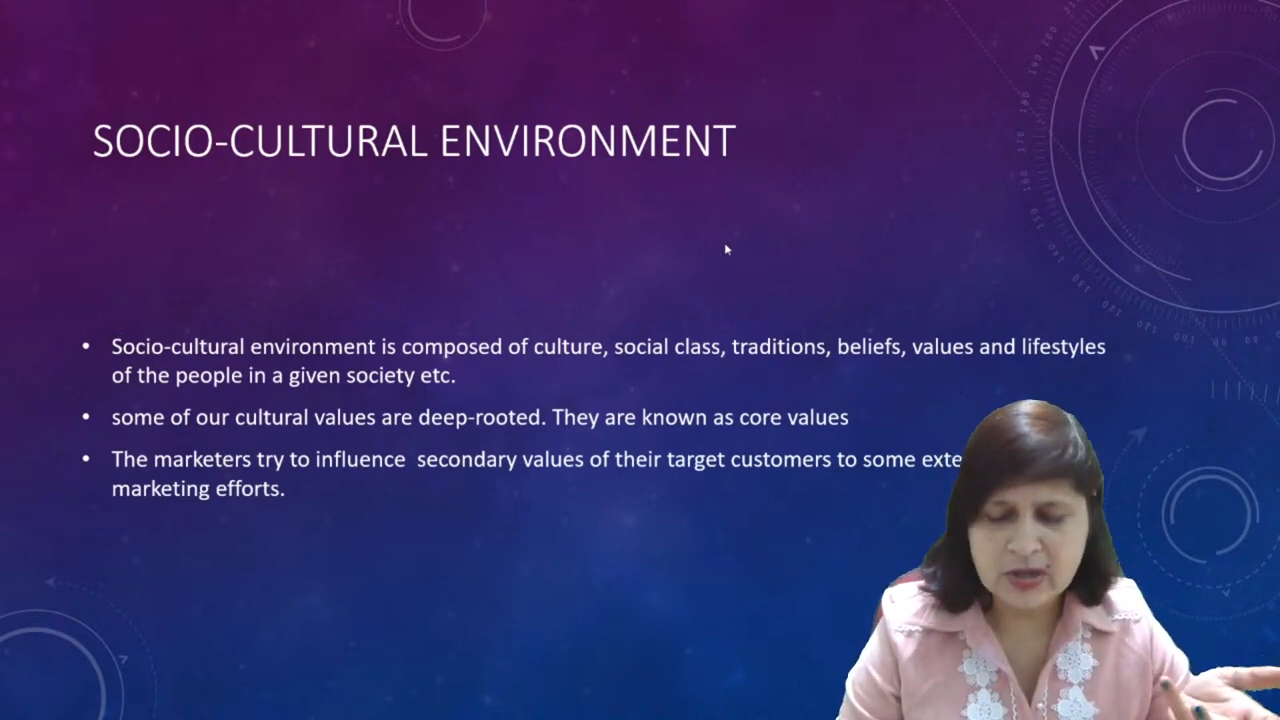 SOCIO-CULTURAL ENVIRONMENT
• Socio-cultural environment is composed of culture, social class, traditions, beliefs, values and lifestyles
of the people in a given society etc.
• some of our cultural values are deep-rooted. They are known as core values
• The marketers try to influence  secondary values of their target customers to some
marketing efforts.